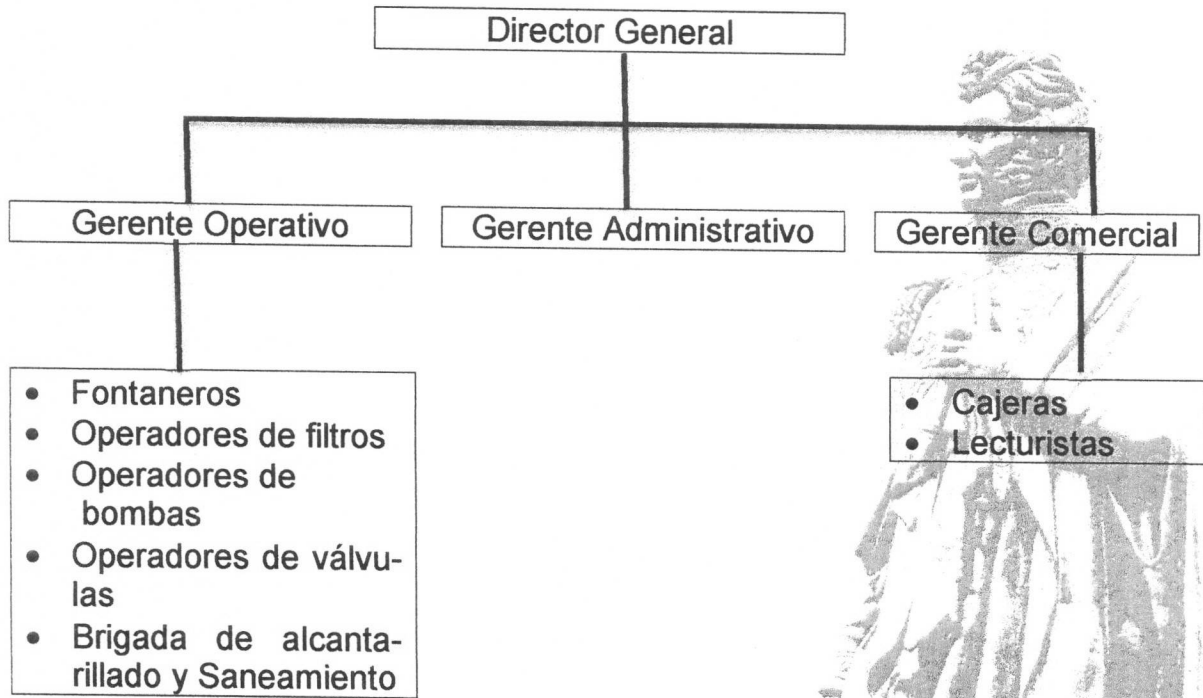 Director General
Gerente Operativo
Gerente Administrativo
Gerente Comercial
• Fontaneros
• Operadores de filtros
• Operadores de
bombas
• Operadores de válvu-
las
• Brigada de alcanta-
rillado y Saneamiento
• Cajeras
• Lecturistas